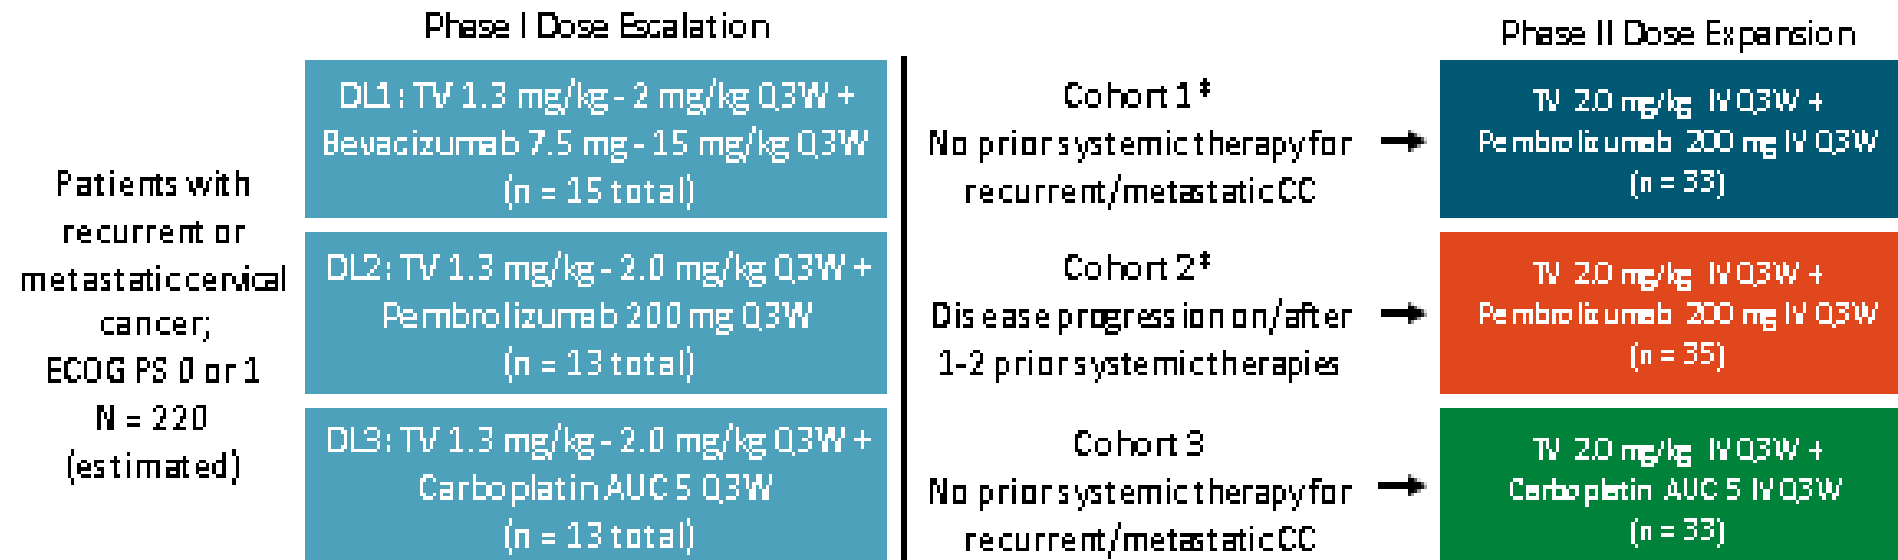 Phase I Dose Escalation
Phase II Dose Expansion
Patients with
recurrent or
metastatic cervical
cancer;
ECOG PS 0 or 1
N = 220
(estimated)
DL1: TV 1.3 mg/kg - 2 mg/kg Q3W +
Bevacizumab 7.5 mg - 15 mg/kg Q3W
(n = 15 total)
DL2: TV 1.3 mg/kg - 2.0 mg/kg Q3W +
Pembrolizumab 200 mg Q3W
(n = 13 total)
DL3: TV 1.3 mg/kg - 2.0 mg/kg Q3W +
Carboplatin AUC 5 Q3W
(n = 13 total)
Cohort 1‡
No prior systemic therapy for
recurrent/metastatic CC
TV 2.0 mg/kg IV Q3W +
Pembrolizumab 200 mg IV Q3W
(n = 33)
Cohort 2‡
Disease progression on/after
1-2 prior systemic therapies
TV 2.0 mg/kg IV Q3W +
Pembrolizumab 200 mg IV Q3W
(n = 35)
Cohort 3
No prior systemic therapy for
recurrent/metastatic CC
TV 2.0 mg/kg IV Q3W +
Carboplatin AUC 5 IV Q3W
(n = 33)